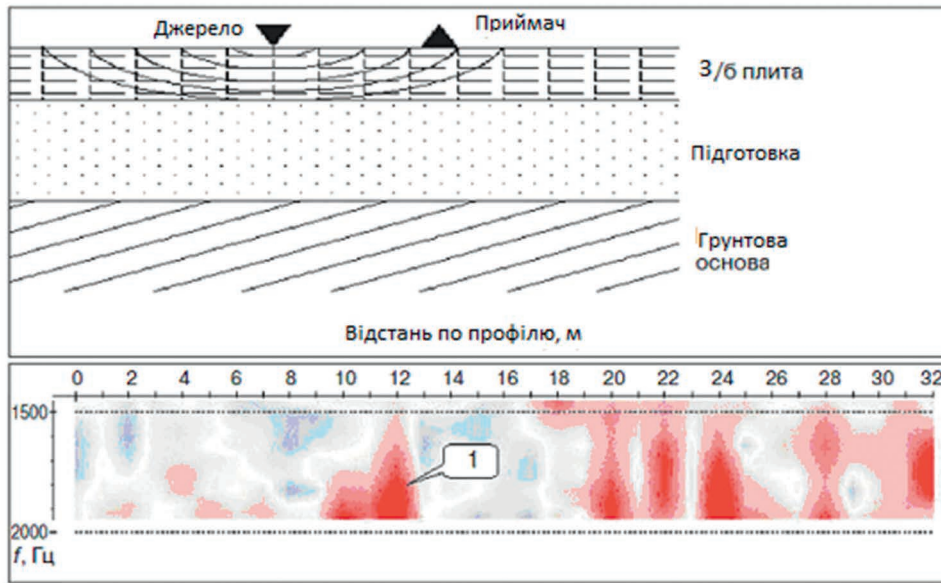 Джерело
Приймач
З/б плита
Підготовка
Грунтова
основа
Відстань по профілю, м
0 2 4 6 8 10 12 14 16 18 20 22 24 26 28 30 32
1500
1
2000
f, Гц